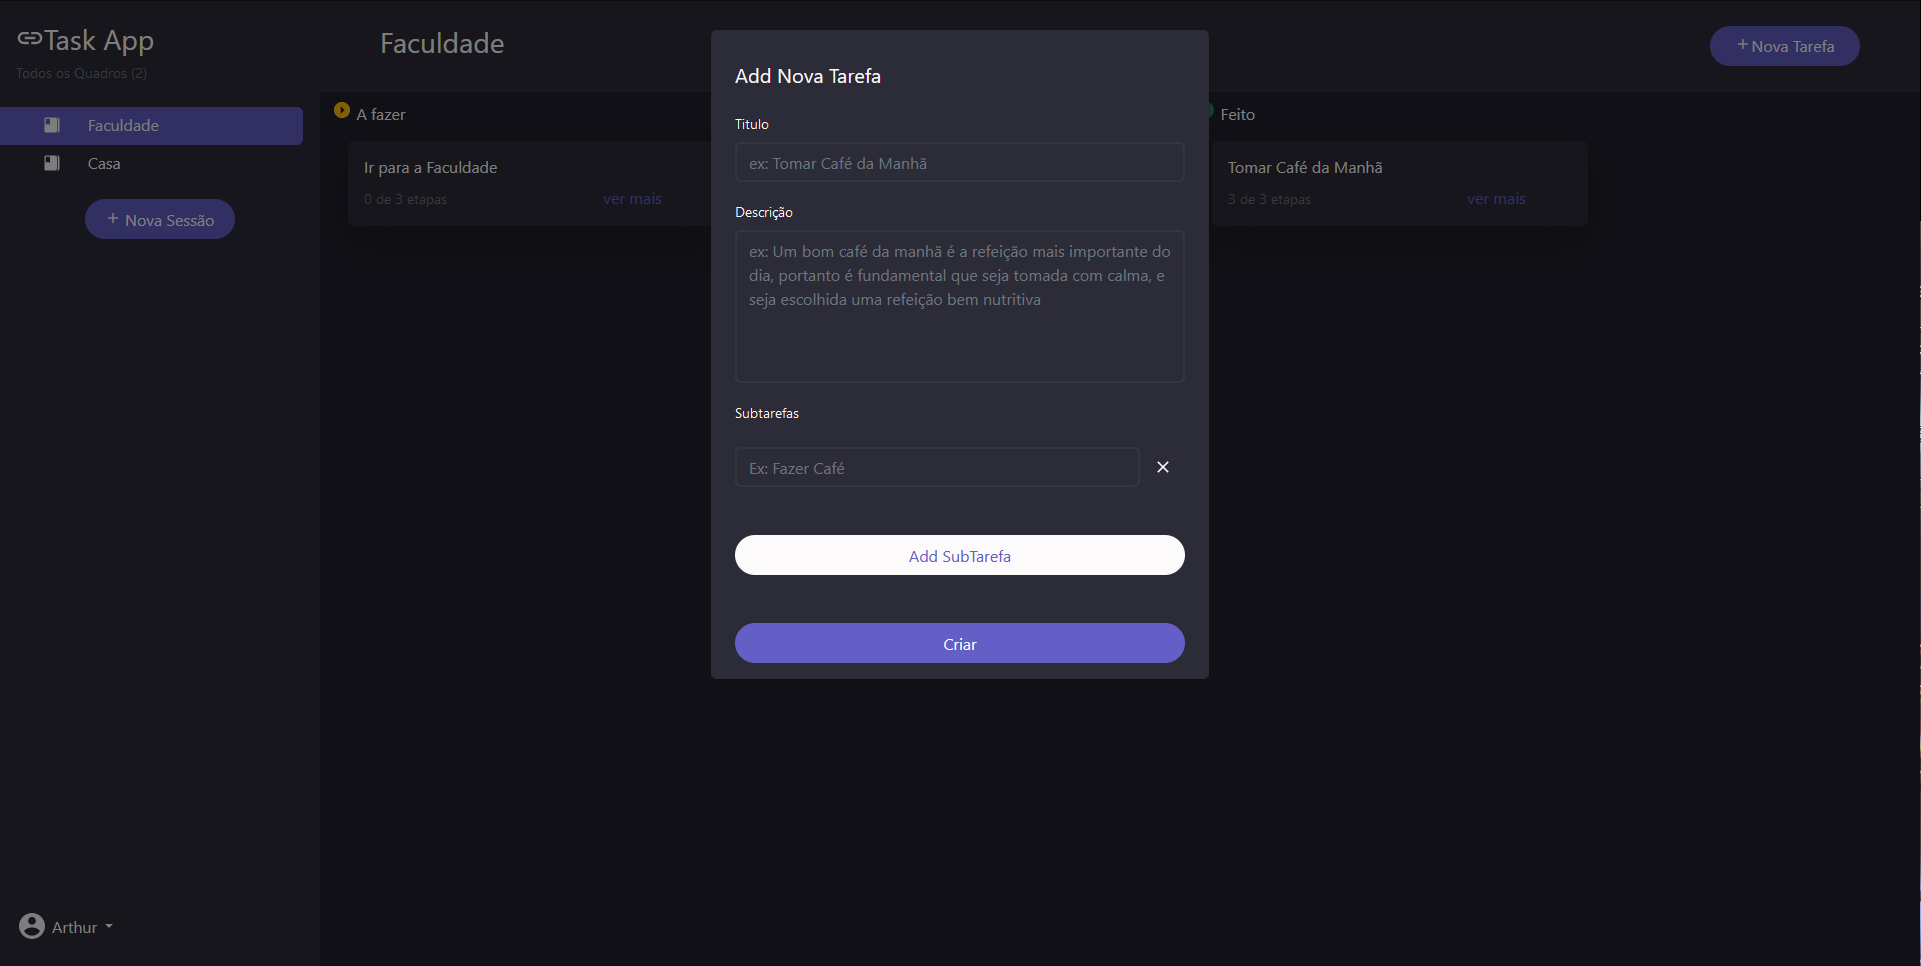 Task App
Todos os Quadros (2)
Faculdade
Casa
+ Nova Sessão
Arthur
Faculdade
+ Nova Tarefa
A fazer
Ir para a Faculdade
0 de 3 etapas
ver mais
Feito
Tomar Café da Manhã
3 de 3 etapas
ver mais
Add Nova Tarefa
Titulo
ex: Tomar Café da Manhã
Descrição
ex: Um bom café da manhã é a refeição mais importante do
dia, portanto é fundamental que seja tomada com calma, e
seja escolhida uma refeição bem nutritiva
Subtarefas
Ex: Fazer Café
Add SubTarefa
Criar